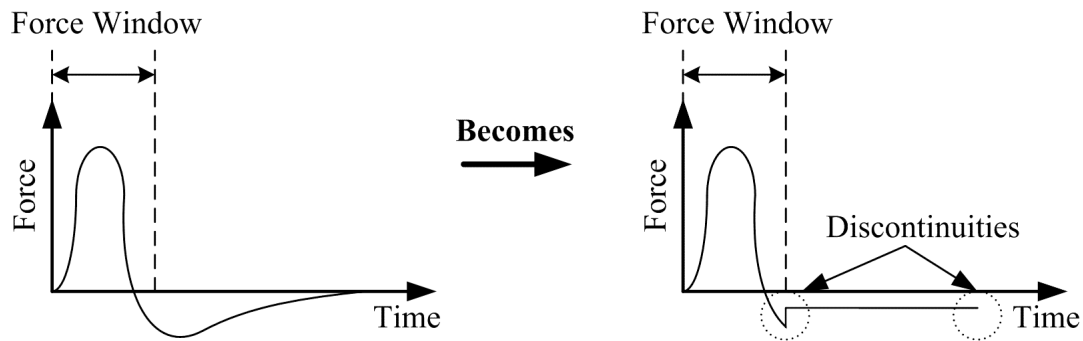 Force Window
Force
Time
Becomes
Force Window
Force
Discontinuities
Time